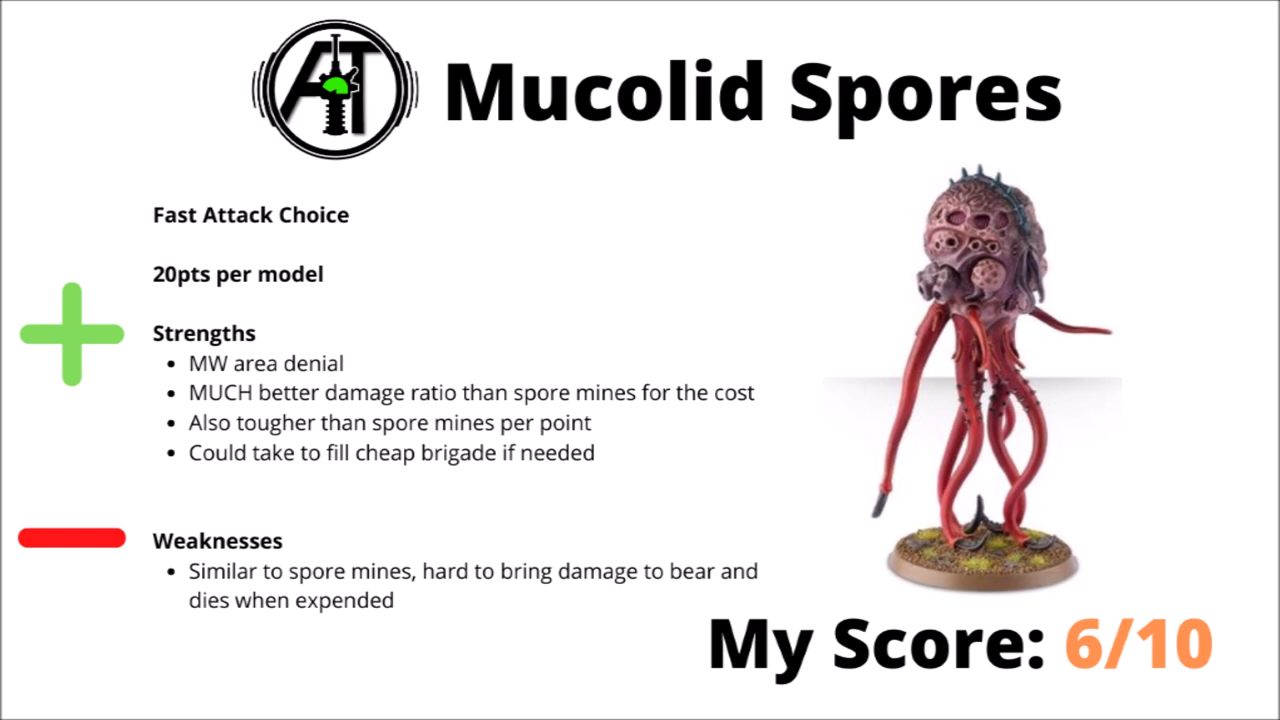 AT
Mucolid Spores
Fast Attack Choice
20pts per model
Strengths
• MW area denial
• MUCH better damage ratio than spore mines for the cost
• Also tougher than spore mines per point
• Could take to fill cheap brigade if needed
Weaknesses
• Similar to spore mines, hard to bring damage to bear and
dies when expended
My Score: 6/10